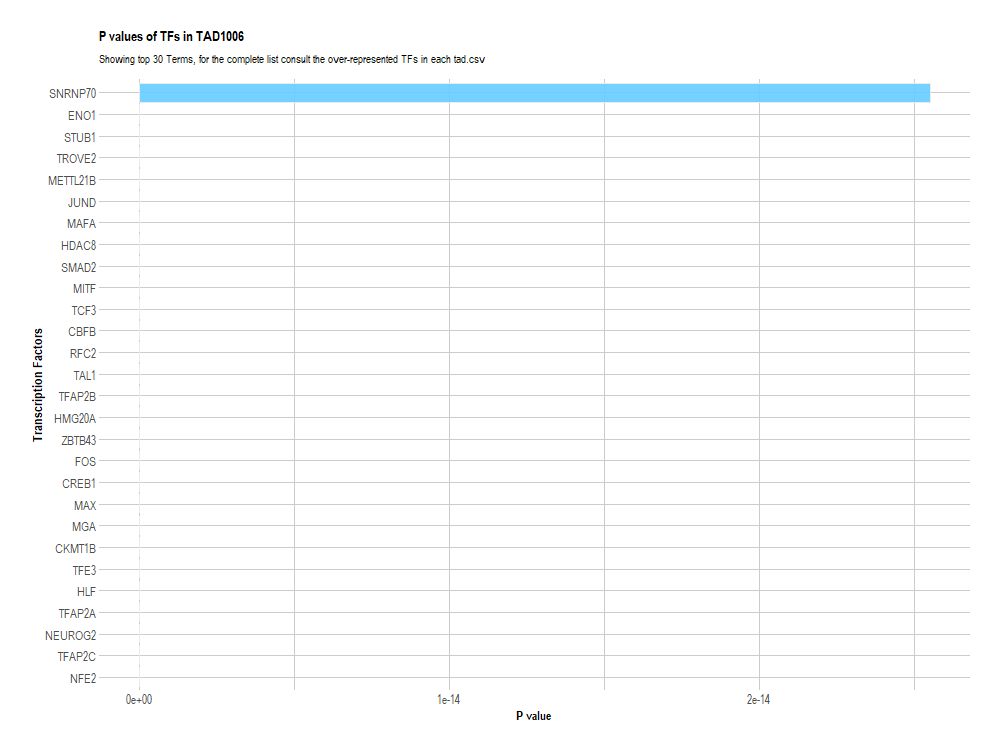 P values of TFs in TAD1006
Showing top 30 Terms, for the complete list consult the over-represented TFs in each tad.csv
SNRNP70
ENO1
STUB1
TROVE2
METTL21B
JUND
MAFA
HDAC8
SMAD2
MITF
TCF3
CBFB
RFC2
TAL1
TFAP2B
HMG20A
ZBTB43
FOS
CREB1
MAX
MGA
CKMT1B
TFE3
HLF
TFAP2A
NEUROG2
TFAP2C
NFE2
Transcription Factors
0e+00 1e-14 2e-14
P value